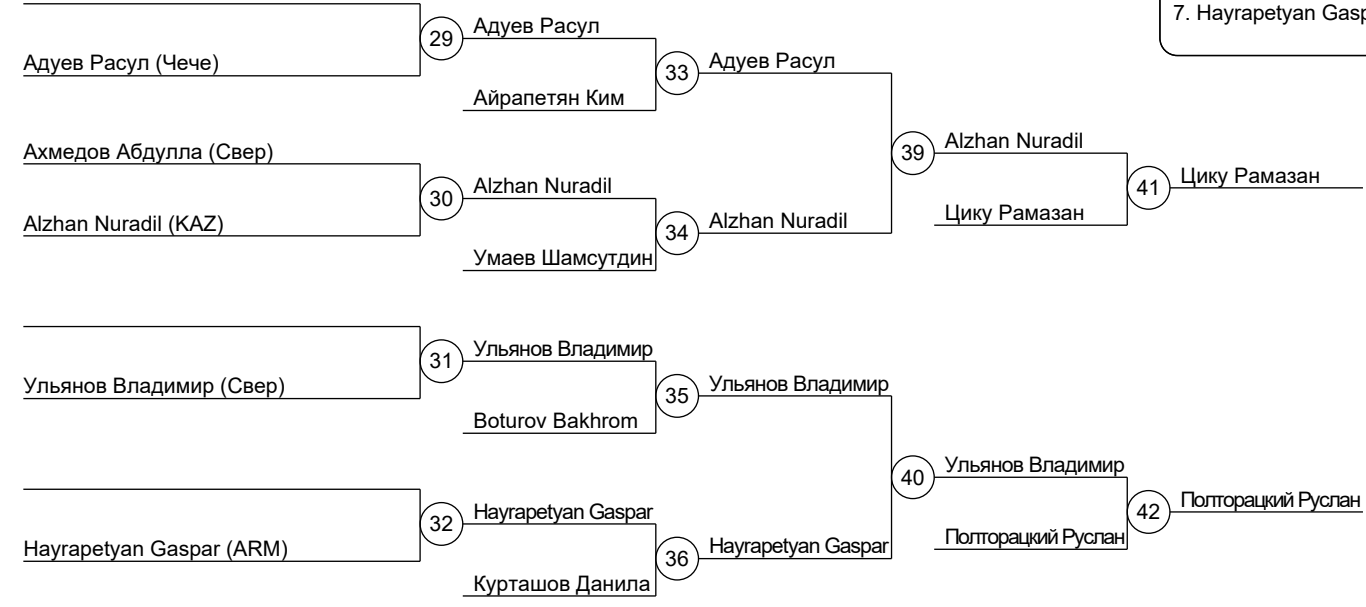 7. Hayrapetyan Gasp
Адуев Расул (Чече)
29
Адуев Расул
Айрапетян Ким
33
Адуев Расул
Ахмедов Абдулла (Свер)
Alzhan Nuradil (KAZ)
30
Alzhan Nuradil
Умаев Шамсутдин
34
Alzhan Nuradil
39
Alzhan Nuradil
Цику Рамазан
41
Цику Рамазан
Ульянов Владимир (Свер)
31
Ульянов Владимир
Boturov Bakhrom
35
Ульянов Владимир
Hayrapetyan Gaspar (ARM)
32
Hayrapetyan Gaspar
Курташов Данила
36
Hayrapetyan Gaspar
40
Ульянов Владимир
Полторацкий Руслан
42
Полторацкий Руслан